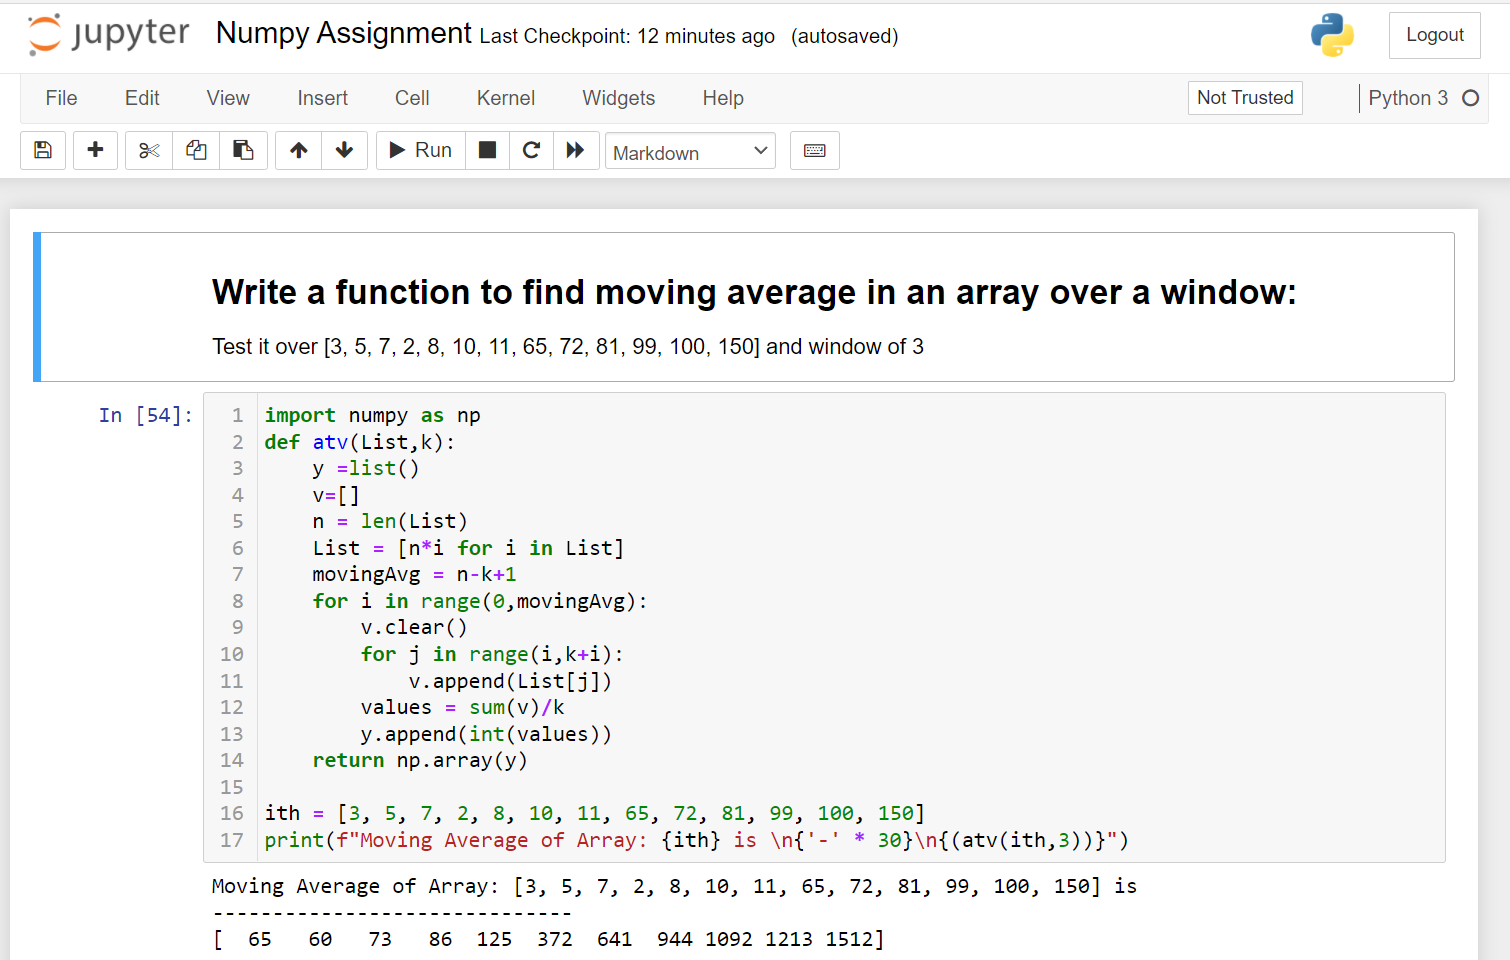 jupyter Numpy Assignment Last Checkpoint: 12 minutes ago (autosaved) Logout
File Edit View Insert Cell Kernel Widgets Help Not Trusted Python 3
Run Markdown
Write a function to find moving average in an array over a window:
Test it over [3, 5, 7, 2, 8, 10, 11, 65, 72, 81, 99, 100, 150] and window of 3
In [54]: 1 import numpy as np
2 def atv(List,k):
3     y =list()
4     v=[]
5     n = len(List)
6     List = [n*i for i in List]
7     movingAvg = n-k+1
8     for i in range(0,movingAvg):
9         v.clear()
10         for j in range(i,k+i):
11             v.append(List[j])
12         values = sum(v)/k
13         y.append(int(values))
14     return np.array(y)
15
16 ith = [3, 5, 7, 2, 8, 10, 11, 65, 72, 81, 99, 100, 150]
17 print(f"Moving Average of Array: {ith} is \n{'-' * 30}\n{(atv(ith,3))}")
Moving Average of Array: [3, 5, 7, 2, 8, 10, 11, 65, 72, 81, 99, 100, 150] is
------------------------------
[  65   60   73   86  125  372  641  944 1092 1213 1512]